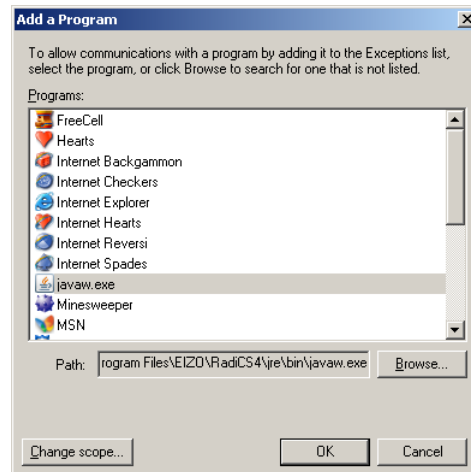 Add a Program
To allow communications with a program by adding it to the Exceptions list,
select the program, or click Browse to search for one that is not listed.
Programs:
FreeCell
Hearts
Internet Backgammon
Internet Checkers
Internet Explorer
Internet Hearts
Internet Reversi
Internet Spades
javaw.exe
Minesweeper
MSN
Path: rogram Files\EIZO\RadiCS4\jre\bin\javaw.exe Browse...
Change scope... OK Cancel